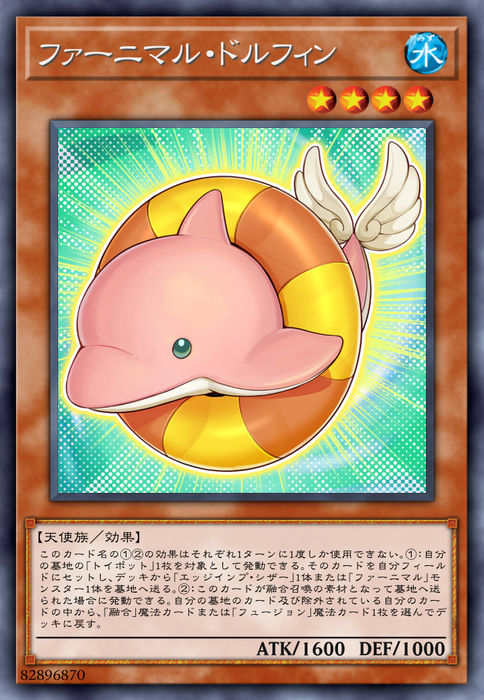 ファーニマル・ドルフィン
みず
水
【天使族／効果】
このカード名の①②の効果はそれぞれ1ターンに1度しか使用できない。①：自分
の墓地の「トイポット」1枚を対象として発動できる。そのカードを自分フィール
ドにセットし、デッキから「エッジインプ・シザー」1体または「ファーニマル」モ
ンスター1体を墓地へ送る。②：このカードが融合召喚の素材として墓地へ送
られた場合に発動できる。自分の墓地のカード及び除外されている自分のカー
ドの中から、「融合」魔法カードまたは「フュージョン」魔法カード1枚を選んでデ
ッキに戻す。
ATK/1600 DEF/1000
82896870